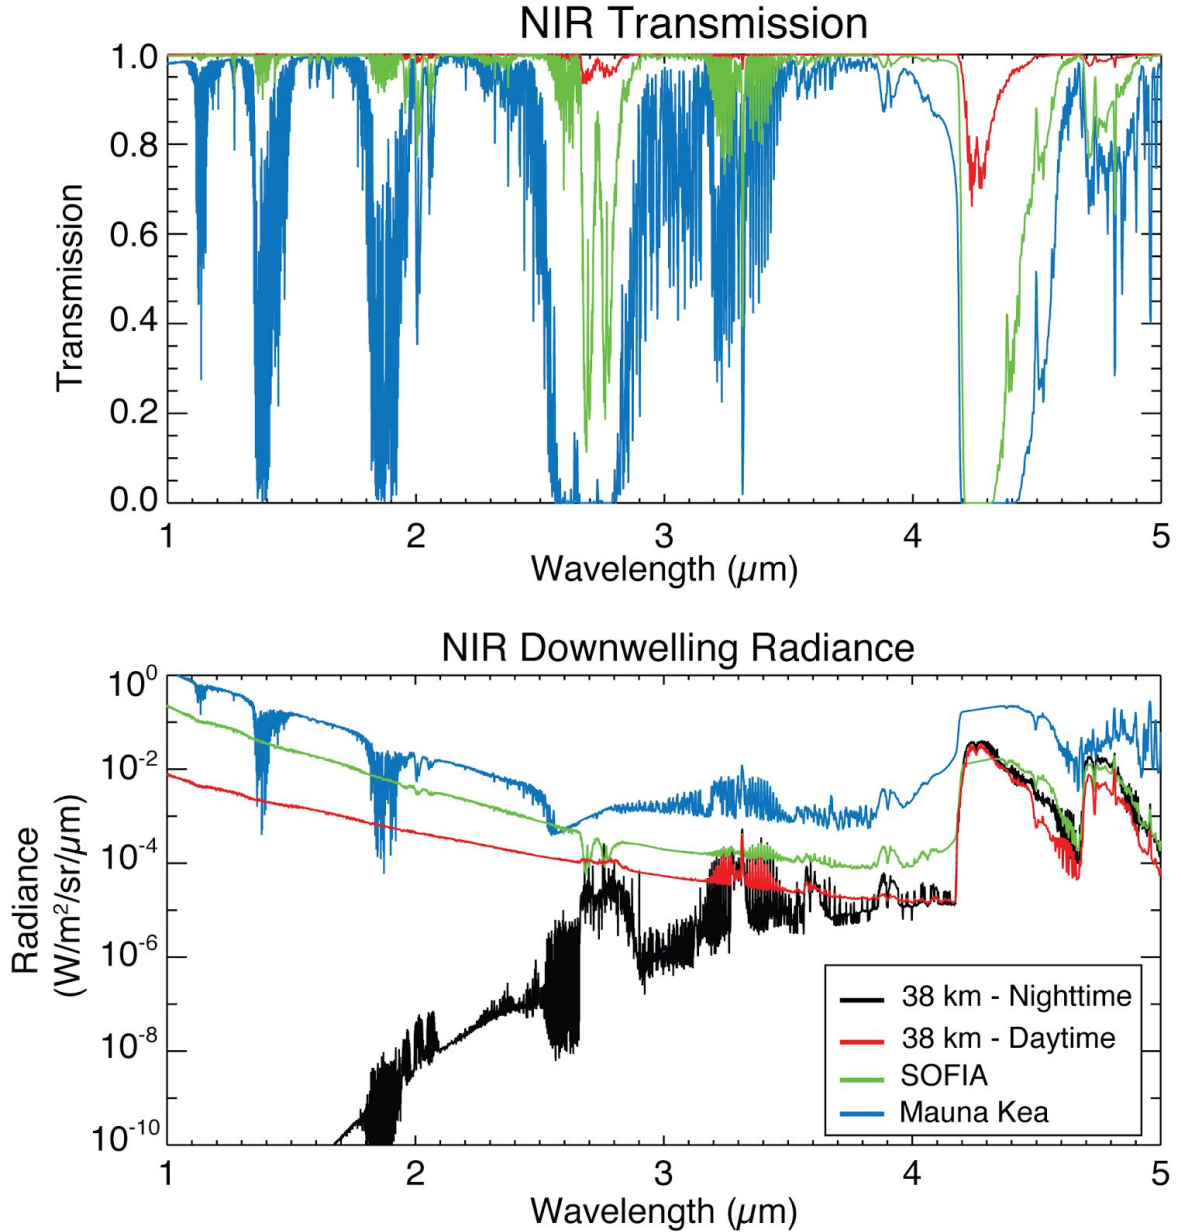 NIR Transmission
1.0
0.8
0.6
0.4
0.2
0.0
Transmission
1 2 3 4 5
Wavelength (µm)
NIR Downwelling Radiance
10⁰
10⁻²
10⁻⁴
10⁻⁶
10⁻⁸
10⁻¹⁰
Radiance
(W/m²/sr/µm)
38 km - Nighttime
38 km - Daytime
SOFIA
Mauna Kea
1 2 3 4 5
Wavelength (µm)